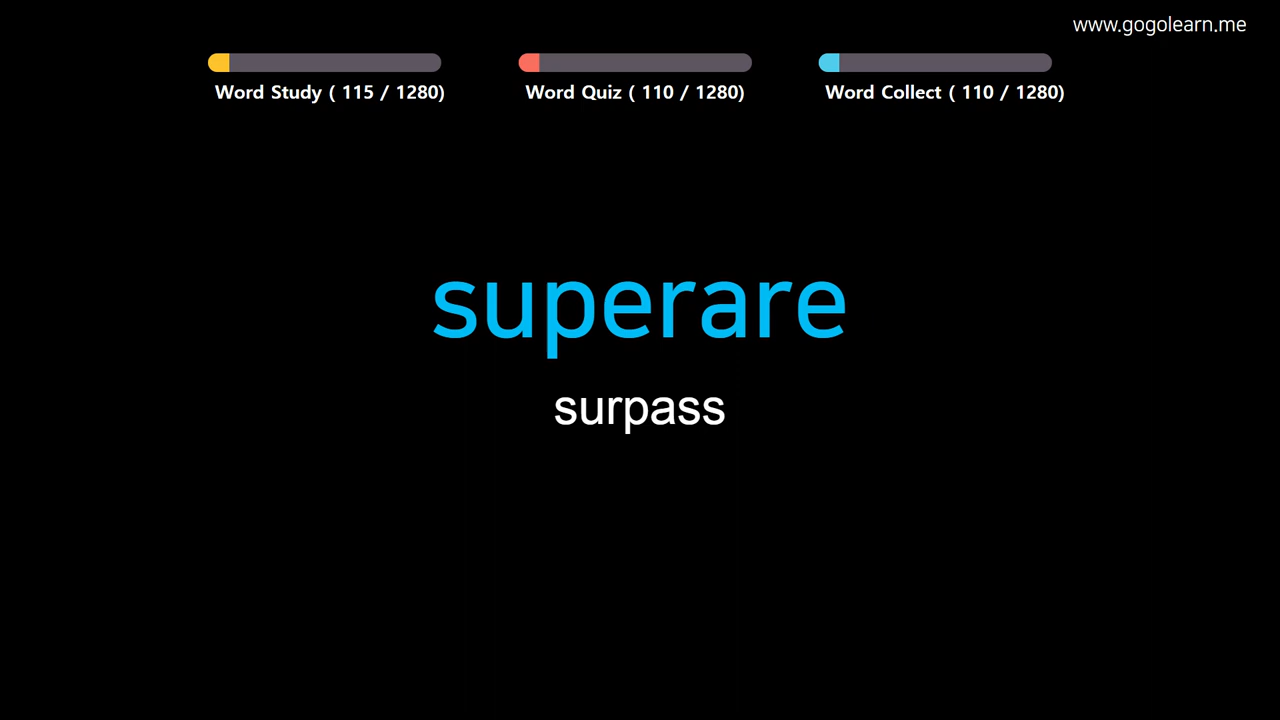 www.gogolearn.me
Word Study ( 115 / 1280)
Word Quiz ( 110 / 1280)
Word Collect ( 110 / 1280)
superare
surpass